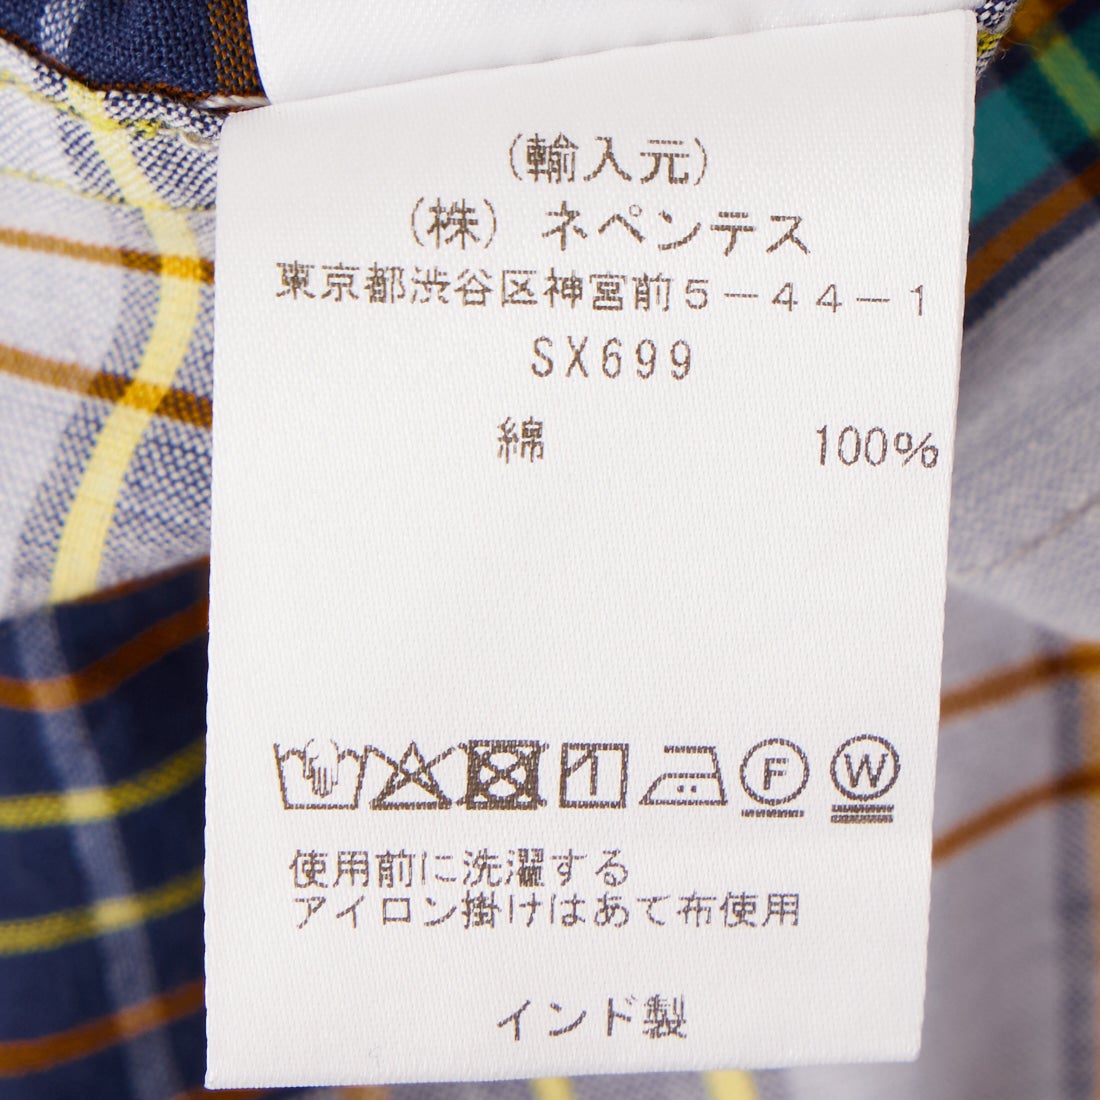 (輸入元)
(株) ネペンテス
東京都渋谷区神宮前5-44-1
SX699
綿 100%
F W
使用前に洗濯する
アイロン掛けはあて布使用
インド製